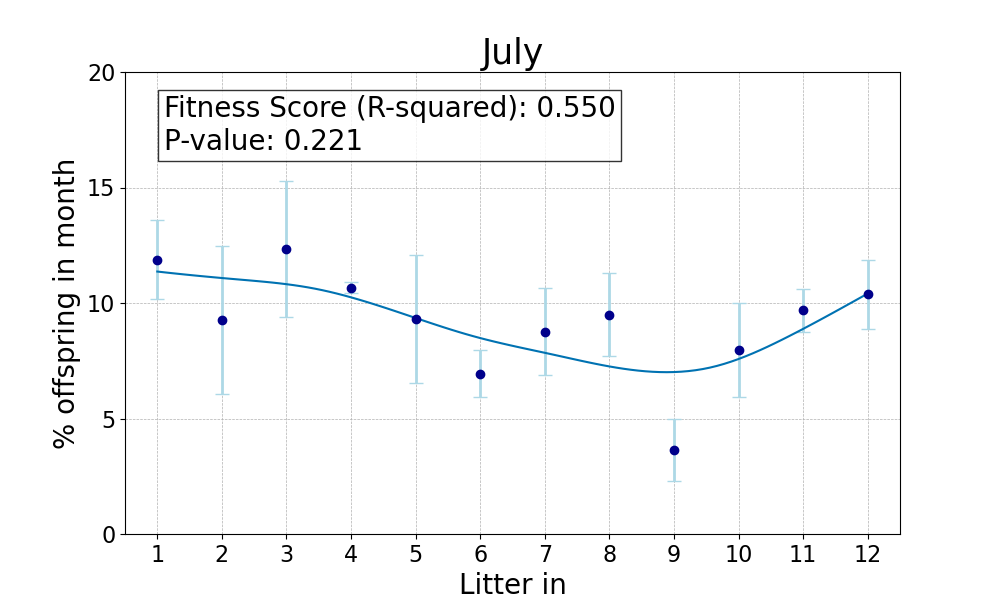 July
Fitness Score (R-squared): 0.550
P-value: 0.221
% offspring in month
20
15
10
5
0
1 2 3 4 5 6 7 8 9 10 11 12
Litter in